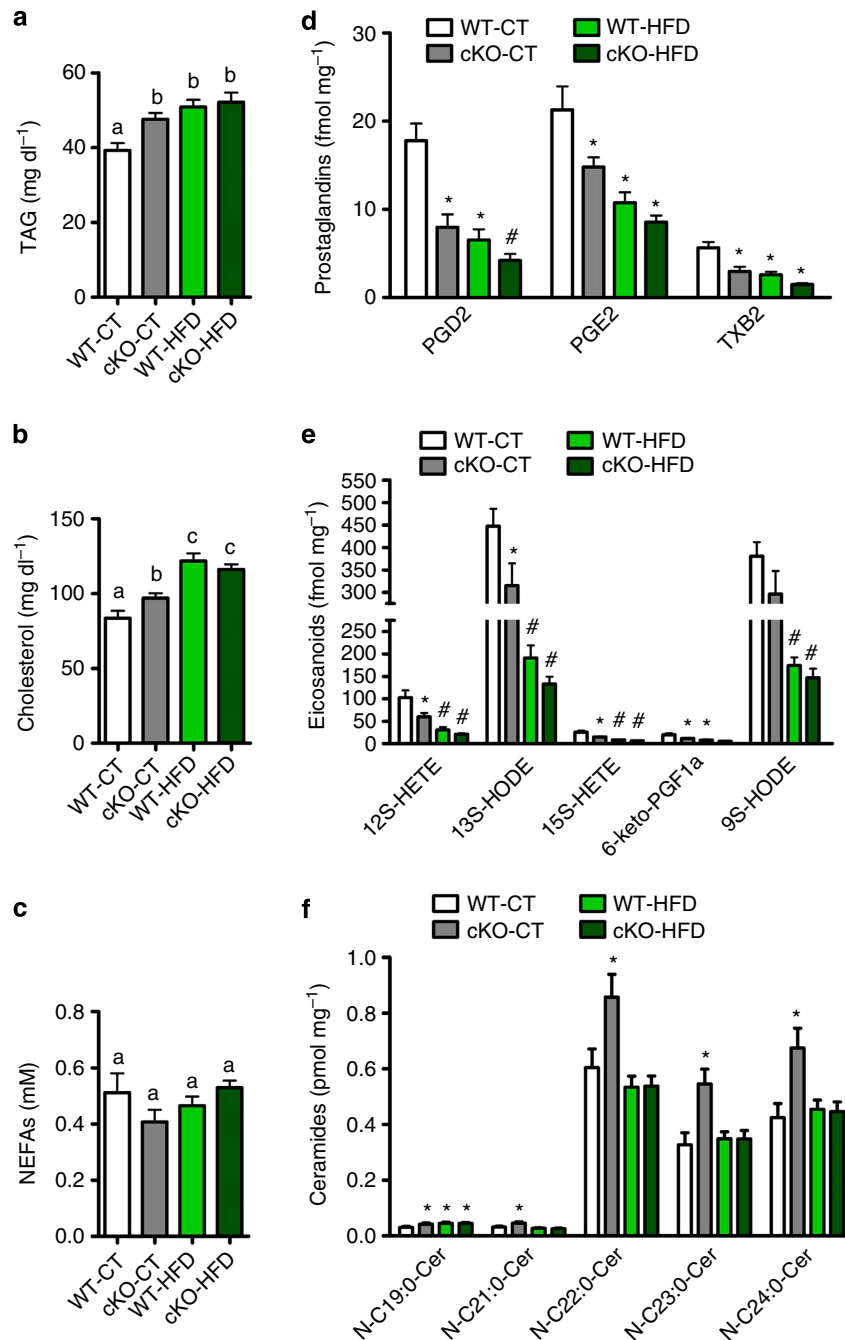 a
TAG (mg dl–1)
60
40
20
0
a
b
b
b
WT-CT
cKO-CT
WT-HFD
cKO-HFD
d
WT-CT
WT-HFD
cKO-CT
cKO-HFD
Prostaglandins (fmol mg–1)
30
20
10
0
*
*
#
*
*
*
*
*
*
PGD2
PGE2
TXB2
b
Cholesterol (mg dl–1)
150
100
50
0
a
b
c
c
WT-CT
cKO-CT
WT-HFD
cKO-HFD
e
WT-CT
WT-HFD
cKO-CT
cKO-HFD
Eicosanoids (fmol mg–1)
550
500
450
400
350
300
250
200
150
100
50
0
*
#
#
*
#
#
*
#
#
*
*
#
#
12S-HETE
13S-HODE
15S-HETE
6-keto-PGF1a
9S-HODE
c
NEFAs (mM)
0.8
0.6
0.4
0.2
0.0
a
a
a
a
WT-CT
cKO-CT
WT-HFD
cKO-HFD
f
WT-CT
WT-HFD
cKO-CT
cKO-HFD
Ceramides (pmol mg–1)
1.0
0.8
0.6
0.4
0.2
0.0
*
*
*
*
*
*
*
N-C19:0-Cer
N-C21:0-Cer
N-C22:0-Cer
N-C23:0-Cer
N-C24:0-Cer